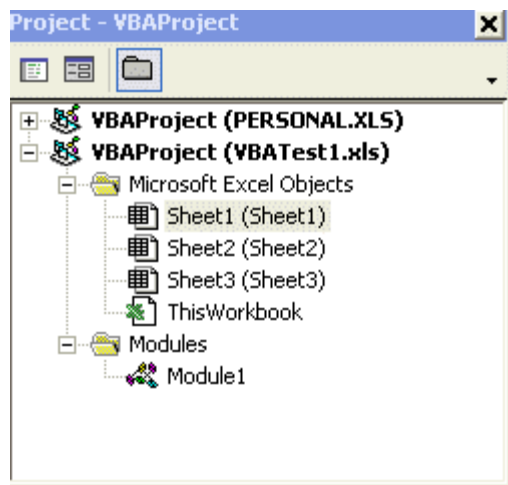 Project - VBAProject
VBAProject (PERSONAL.XLS)
VBAProject (VBATest1.xls)
Microsoft Excel Objects
Sheet1 (Sheet1)
Sheet2 (Sheet2)
Sheet3 (Sheet3)
ThisWorkbook
Modules
Module1